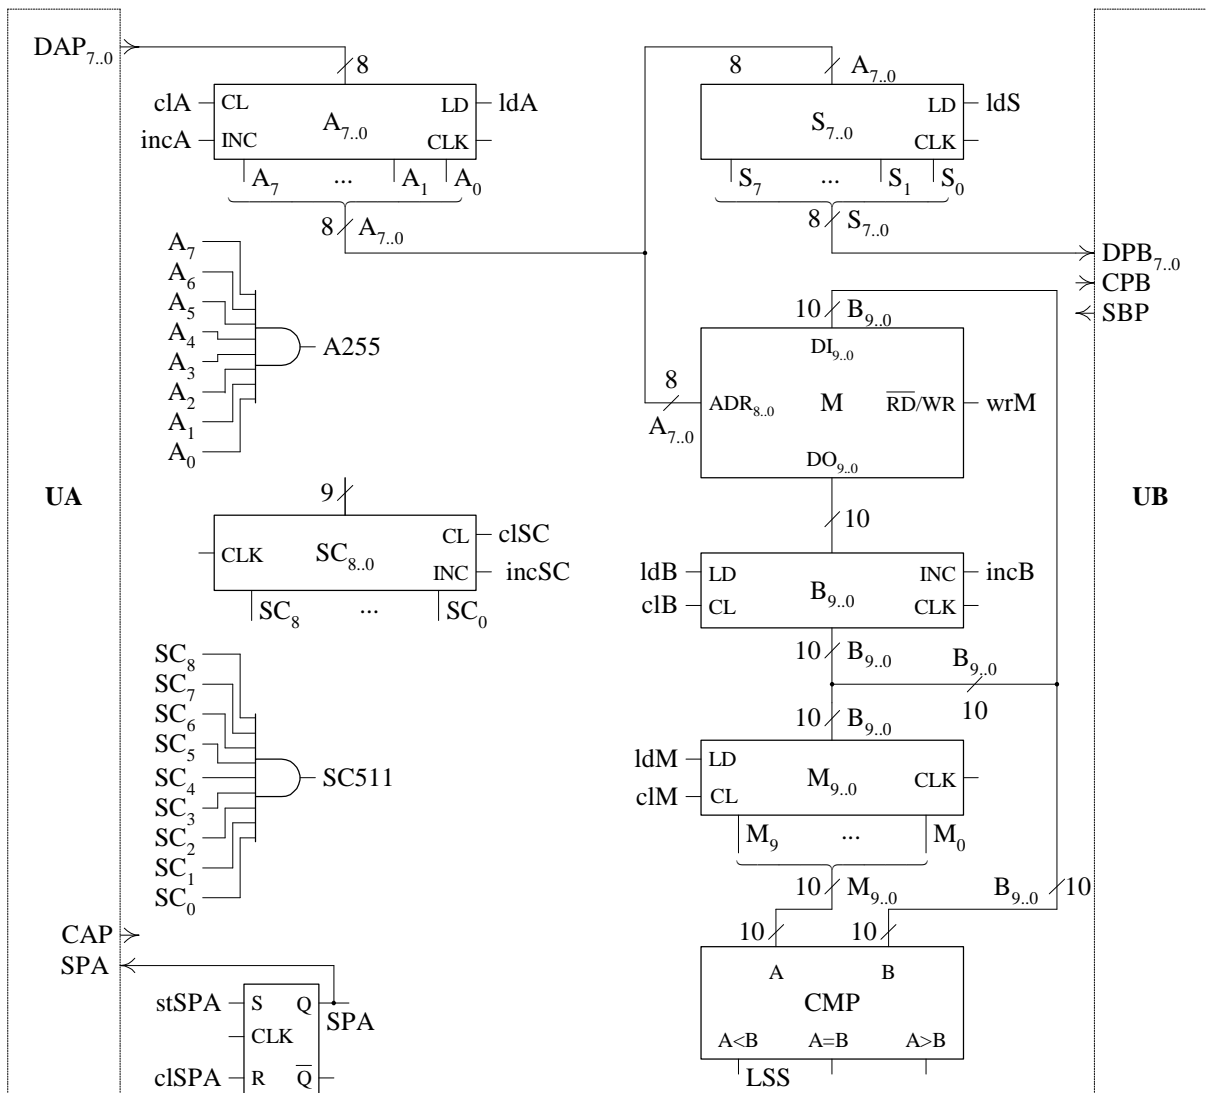 DAP7..0
8
clA
CL
LD
ldA
A7..0
incA
INC
CLK
A7 ... A1 A0
8 A7..0
8 A7..0
S7..0
LD
ldS
CLK
S7 ... S1 S0
8 S7..0
DPB7..0
CPB
SBP
A7
A6
A5
A4
A3
A2
A1
A0
A255
10 B9..0
DI9..0
8
ADR8..0
M
RD/WR
wrM
A7..0
DO9..0
10
UA
UB
9
CLK
SC8..0
CL
clSC
INC
incSC
SC8 ... SC0
ldB
LD
B9..0
INC
incB
clB
CL
CLK
10 B9..0
B9..0
10
SC8
SC7
SC6
SC5
SC4
SC3
SC2
SC1
SC0
SC511
10 B9..0
ldM
LD
M9..0
CLK
clM
CL
M9 ... M0
10 M9..0
B9..0 10
10
10
CAP
SPA
A
B
CMP
A<B
A=B
A>B
LSS
stSPA
S
Q
SPA
CLK
clSPA
R
Q